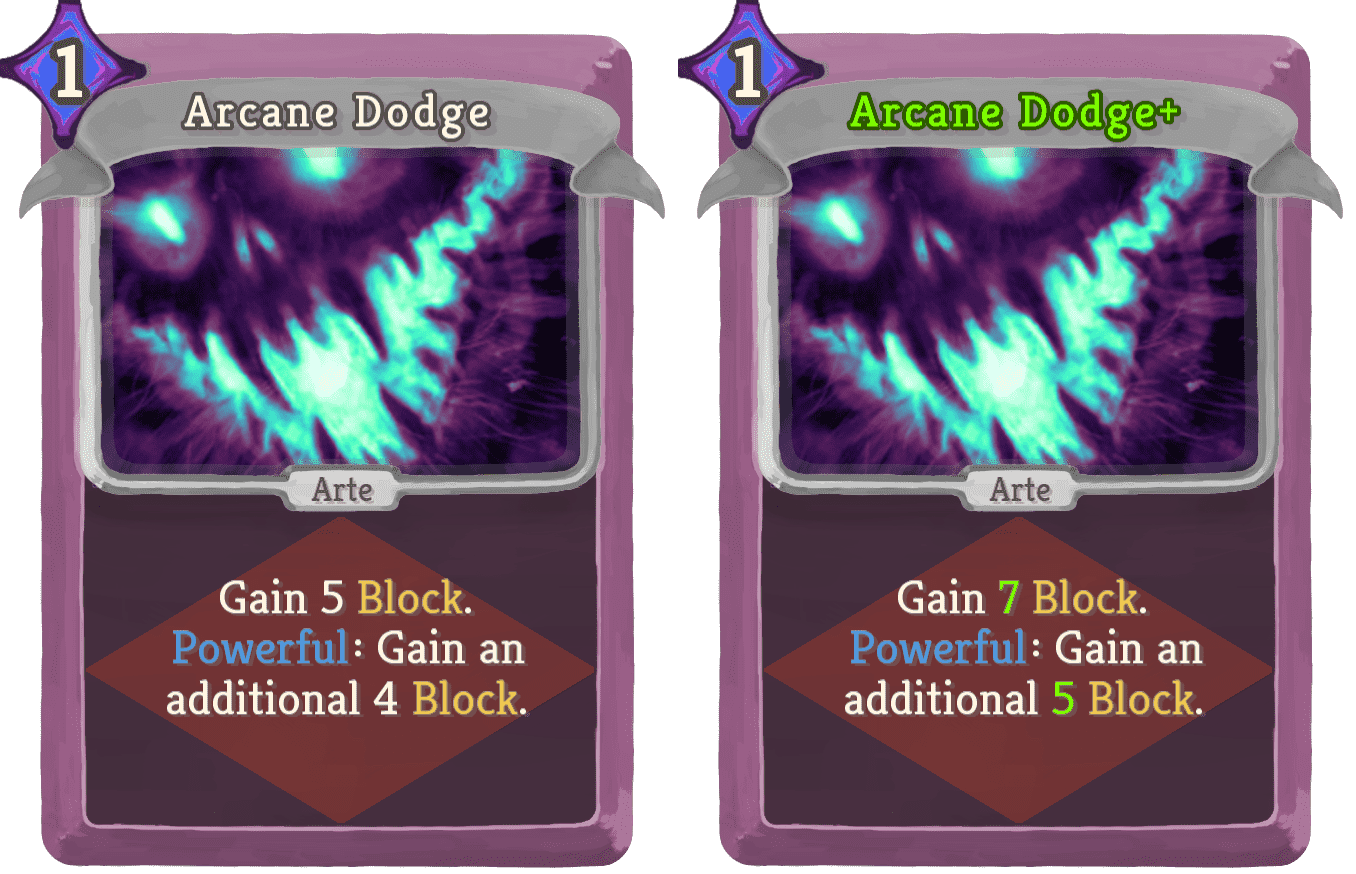 1
Arcane Dodge
Arte
Gain 5 Block.
Powerful: Gain an
additional 4 Block.
1
Arcane Dodge+
Arte
Gain 7 Block.
Powerful: Gain an
additional 5 Block.